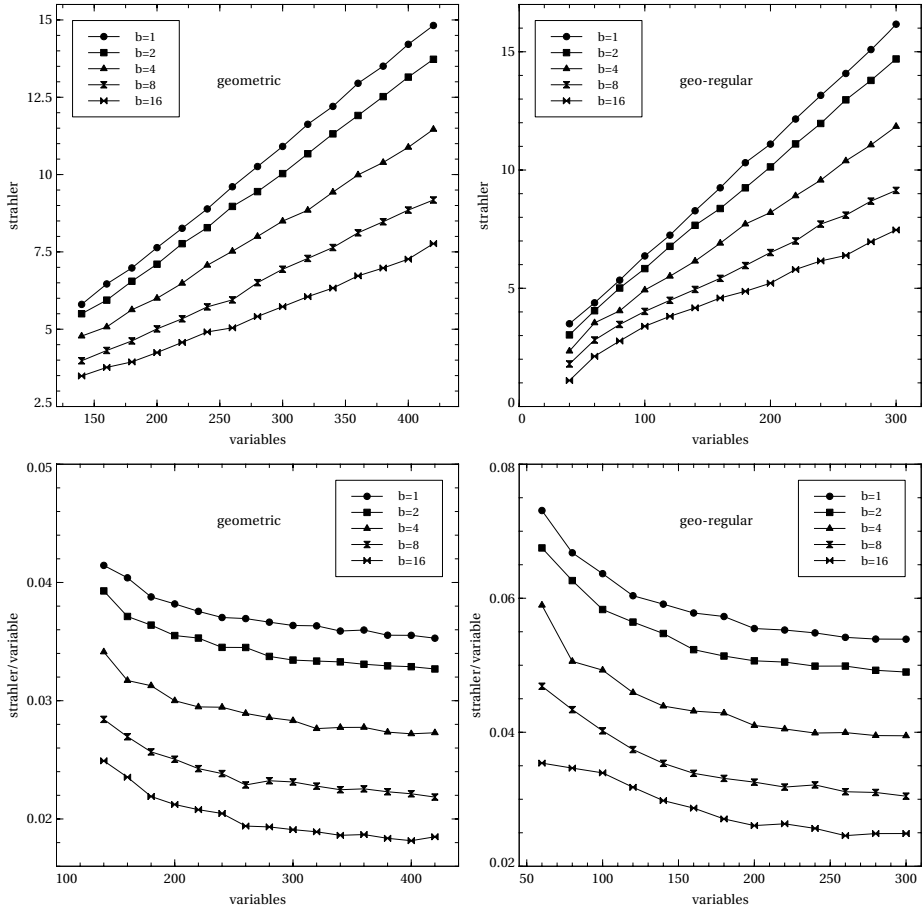 15
12.5
10
7.5
5
2.5
strahler
b=1
b=2
b=4
b=8
b=16
geometric
150
200
250
300
350
400
variables
15
10
5
0
strahler
b=1
b=2
b=4
b=8
b=16
geo-regular
0
100
200
300
variables
0.05
0.04
0.03
0.02
strahler/variable
geometric
b=1
b=2
b=4
b=8
b=16
100
200
300
400
variables
0.08
0.06
0.04
0.02
strahler/variable
geo-regular
b=1
b=2
b=4
b=8
b=16
50
100
150
200
250
300
variables